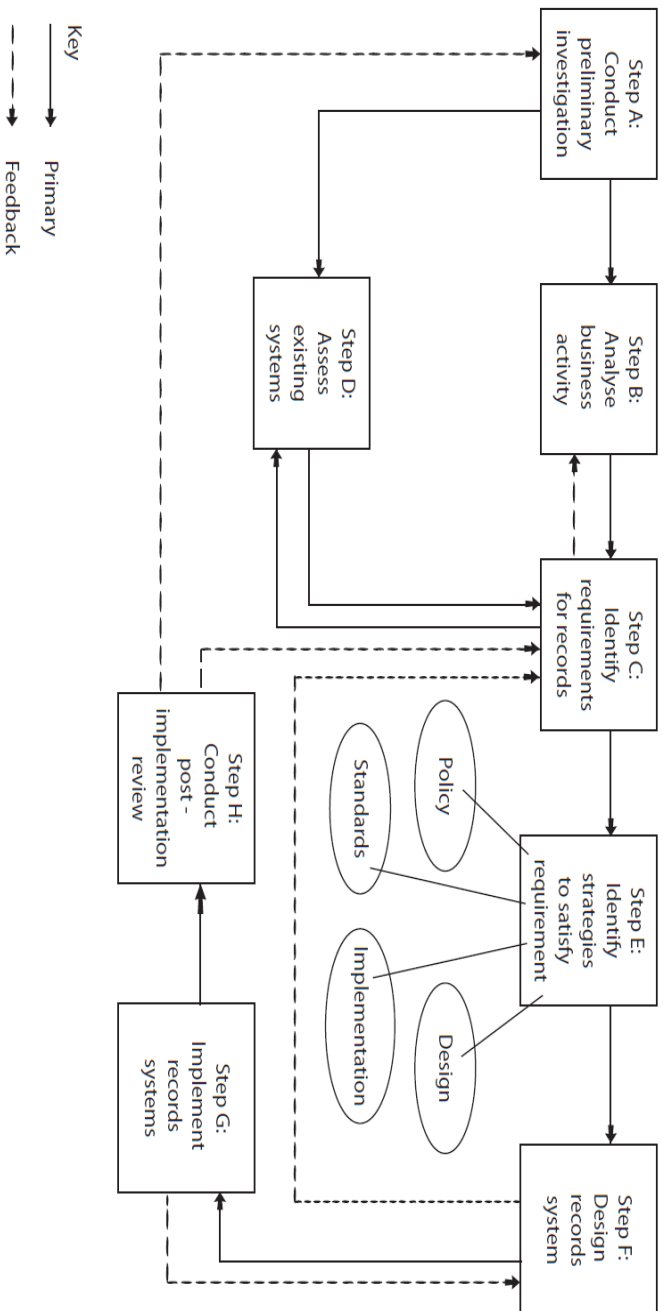 Step A:
Conduct
preliminary
investigation
Step B:
Analyse
business
activity
Step C:
Identify
requirements
for records
Step E:
Identify
strategies
to satisfy
requirement
Step F:
Design
records
system
Policy
Design
Standards
Implementation
Step D:
Assess
existing
systems
Step H:
Conduct
post -
implementation
review
Step G:
Implement
records
systems
Key
Primary
Feedback